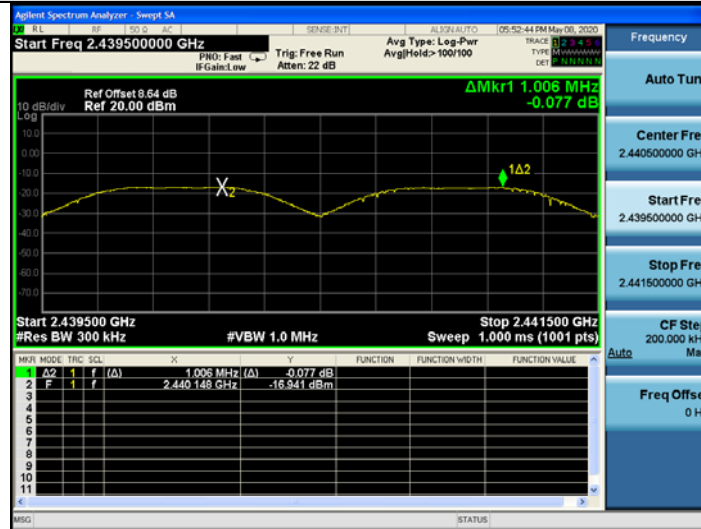 Agilent Spectrum Analyzer - Swept SA
RL RF 50 Ω AC SENSE:INT ALIGNAUTO 05:52:44 PM May 08, 2020
Start Freq 2.439500000 GHz
PNO: Fast
IFGain:Low
Trig: Free Run
Atten: 22 dB
Avg Type: Log-Pwr
Avg|Hold:>100/100
TRACE 1 2 3 4 5 6
TYPE M
DET P N N N N N
ΔMkr1 1.006 MHz
-0.077 dB
Ref Offset 8.64 dB
10 dB/div Ref 20.00 dBm
Log
10.0
0.00
-10.0
-20.0
-30.0
-40.0
-50.0
-60.0
-70.0
X2
1Δ2
Start 2.439500 GHz Stop 2.441500 GHz
#Res BW 300 kHz #VBW 1.0 MHz Sweep 1.000 ms (1001 pts)
MKR MODE TRC SCL X Y FUNCTION FUNCTION WIDTH FUNCTION VALUE
1 Δ2 1 f (Δ) 1.006 MHz (Δ) -0.077 dB
2 F 1 f 2.440 148 GHz -16.941 dBm
3
4
5
6
7
8
9
10
11
MSG STATUS
Frequency
Auto Tun
Center Fre
2.440500000 GH
Start Fre
2.439500000 GH
Stop Fre
2.441500000 GH
CF Ste
200.000 kH
Auto Ma
Freq Offse
0 H